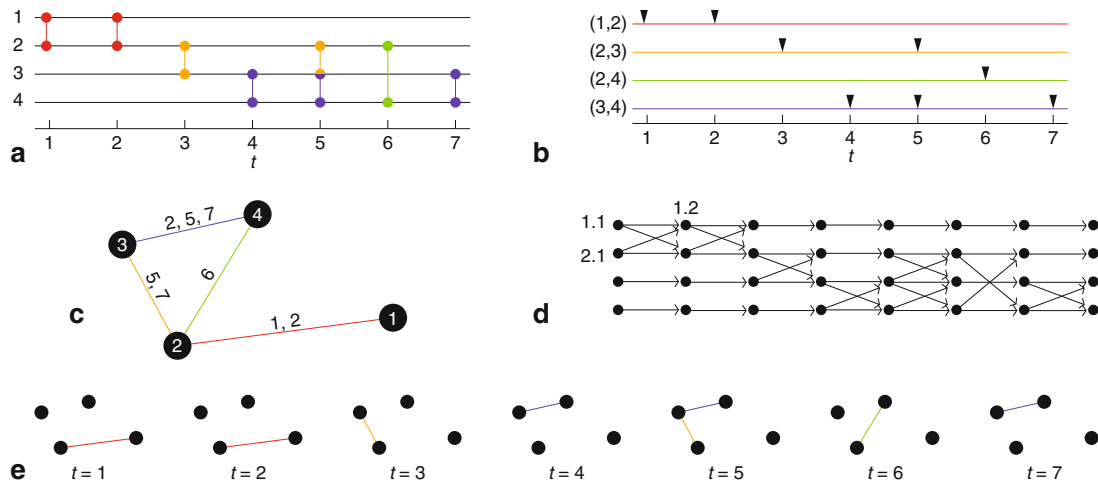 1
2
3
4
1 2 3 4 5 6 7
t
a
(1,2)
(2,3)
(2,4)
(3,4)
1 2 3 4 5 6 7
t
b
4
2, 5, 7
3
5, 7
6
1, 2
1
2
c
1.2
1.1
2.1
d
e
t = 1 t = 2 t = 3 t = 4 t = 5 t = 6 t = 7